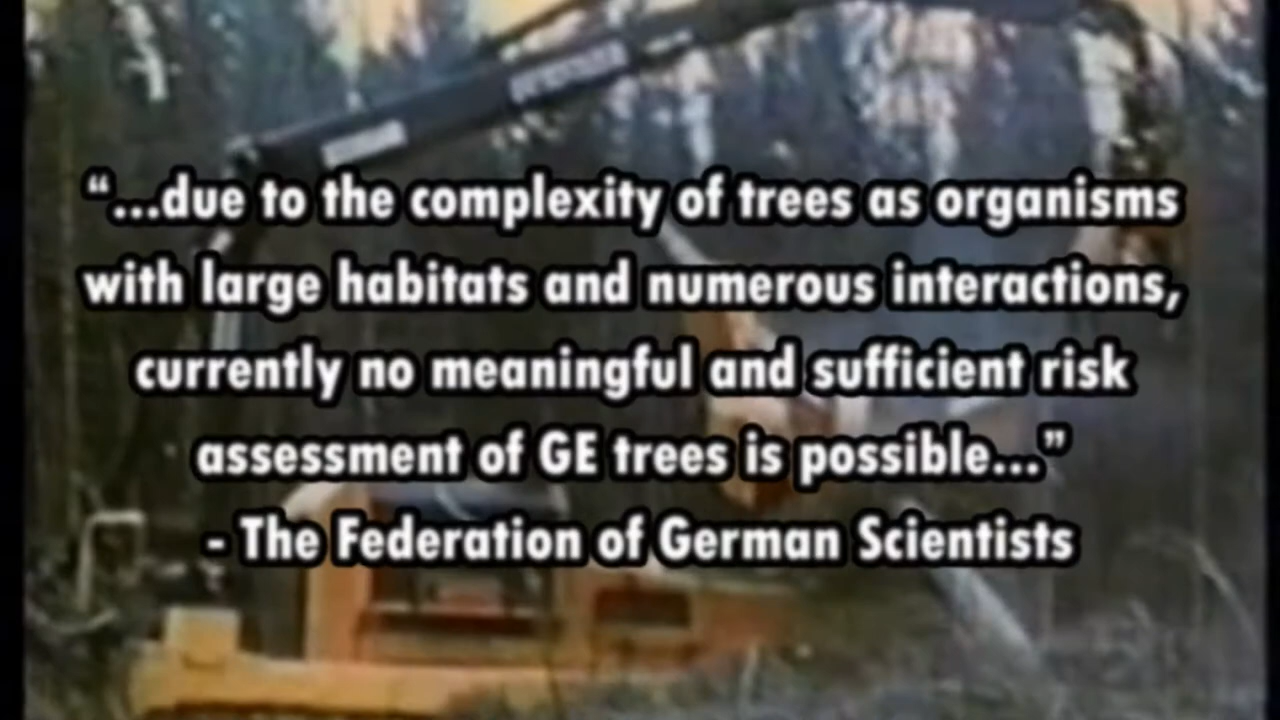 “...due to the complexity of trees as organisms
with large habitats and numerous interactions,
currently no meaningful and sufficient risk
assessment of GE trees is possible...”
- The Federation of German Scientists